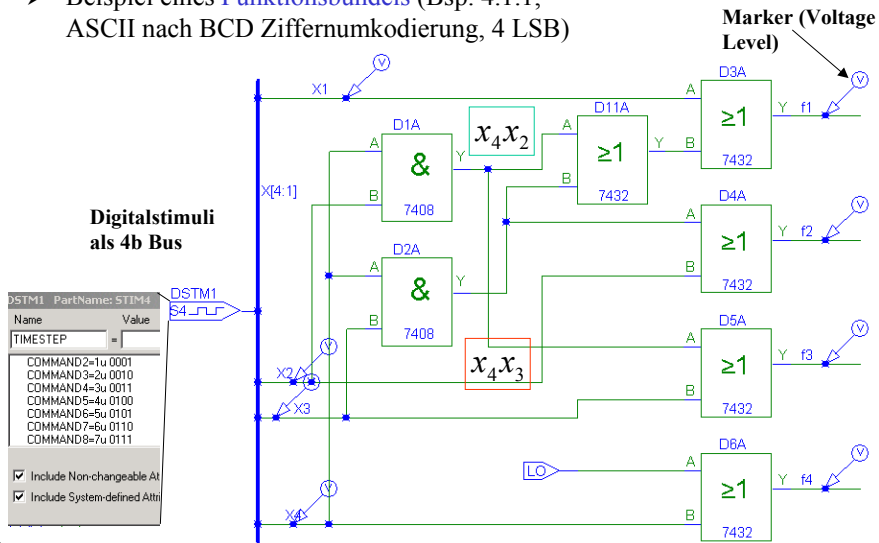 ➤ Beispiel eines Funktionsbündels (Bsp. 4.1.1;
ASCII nach BCD Ziffernumkodierung, 4 LSB)
Marker (Voltage
Level)
V
X1
V
D3A
A
≥1
Y
f1
B
7432
D11A
A
≥1
Y
B
7432
D1A
A
&
Y
B
7408
x₄x₂
X[4:1]
D4A
A
≥1
Y
f2
V
B
7432
Digitalstimuli
als 4b Bus
D2A
A
&
Y
B
7408
DSTM1
S4
DSTM1 PartName: STIM4
Name Value
TIMESTEP =
COMMAND2=1u 0001
COMMAND3=2u 0010
COMMAND4=3u 0011
COMMAND5=4u 0100
COMMAND6=5u 0101
COMMAND7=6u 0110
COMMAND8=7u 0111
Include Non-changeable At
Include System-defined Attri
D5A
A
≥1
Y
f3
V
B
7432
x₄x₃
X2
V
X3
V
D6A
LO
A
≥1
Y
f4
V
B
7432
X4
V